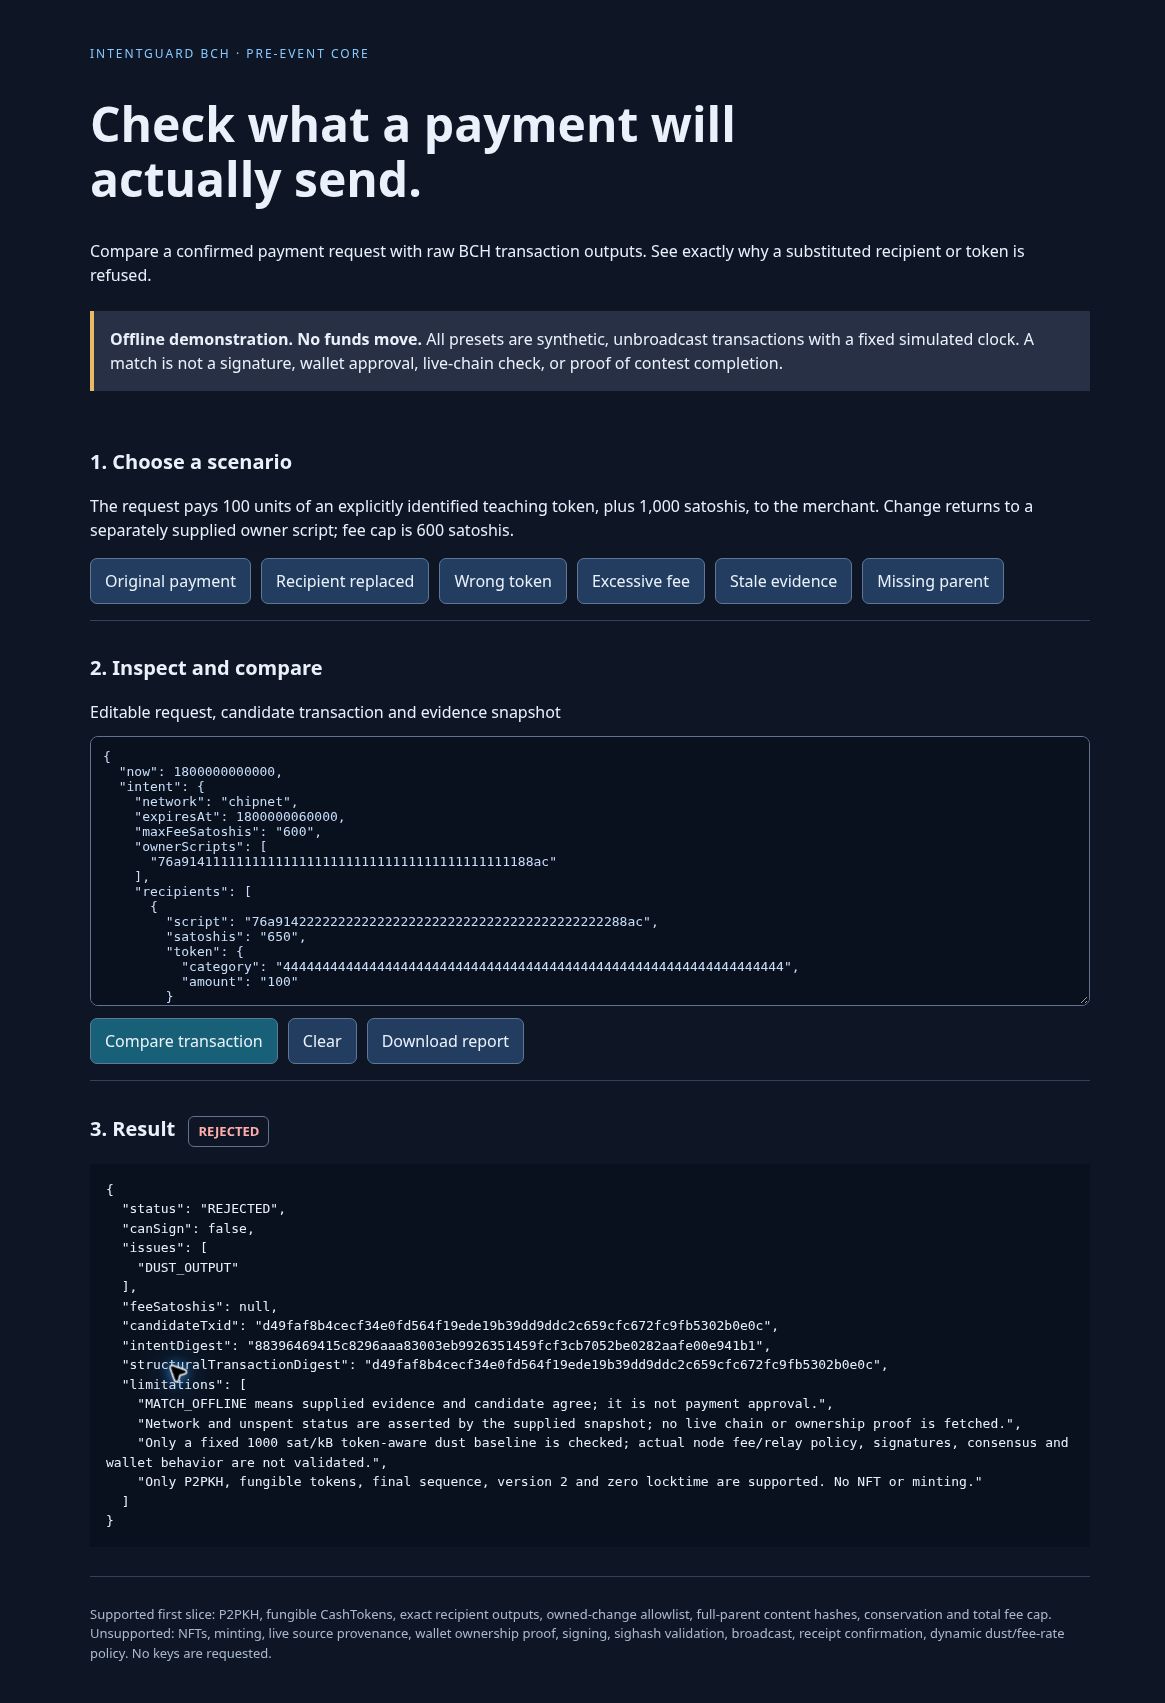 INTENTGUARD BCH · PRE-EVENT CORE
Check what a payment will
actually send.
Compare a confirmed payment request with raw BCH transaction outputs. See exactly why a substituted recipient or token is
refused.
Offline demonstration. No funds move. All presets are synthetic, unbroadcast transactions with a fixed simulated clock. A
match is not a signature, wallet approval, live-chain check, or proof of contest completion.
1. Choose a scenario
The request pays 100 units of an explicitly identified teaching token, plus 1,000 satoshis, to the merchant. Change returns to a
separately supplied owner script; fee cap is 600 satoshis.
Original payment Recipient replaced Wrong token Excessive fee Stale evidence Missing parent
2. Inspect and compare
Editable request, candidate transaction and evidence snapshot
{
"now": 1800000000000,
"intent": {
"network": "chipnet",
"expiresAt": 1800000060000,
"maxFeeSatoshis": "600",
"ownerScripts": [
"76a914111111111111111111111111111111111111111188ac"
],
"recipients": [
{
"script": "76a914222222222222222222222222222222222222222288ac",
"satoshis": "650",
"token": {
"category": "4444444444444444444444444444444444444444444444444444444444444444",
"amount": "100"
}
Compare transaction Clear Download report
3. Result REJECTED
{
"status": "REJECTED",
"canSign": false,
"issues": [
"DUST_OUTPUT"
],
"feeSatoshis": null,
"candidateTxid": "d49faf8b4cecf34e0fd564f19ede19b39dd9ddc2c659cfc672fc9fb5302b0e0c",
"intentDigest": "88396469415c8296aaa83003eb9926351459fcf3cb7052be0282aafe00e941b1",
"structuralTransactionDigest": "d49faf8b4cecf34e0fd564f19ede19b39dd9ddc2c659cfc672fc9fb5302b0e0c",
"limitations": [
"MATCH_OFFLINE means supplied evidence and candidate agree; it is not payment approval.",
"Network and unspent status are asserted by the supplied snapshot; no live chain or ownership proof is fetched.",
"Only a fixed 1000 sat/kB token-aware dust baseline is checked; actual node fee/relay policy, signatures, consensus and
wallet behavior are not validated.",
"Only P2PKH, fungible tokens, final sequence, version 2 and zero locktime are supported. No NFT or minting."
]
}
Supported first slice: P2PKH, fungible CashTokens, exact recipient outputs, owned-change allowlist, full-parent content hashes, conservation and total fee cap.
Unsupported: NFTs, minting, live source provenance, wallet ownership proof, signing, sighash validation, broadcast, receipt confirmation, dynamic dust/fee-rate
policy. No keys are requested.